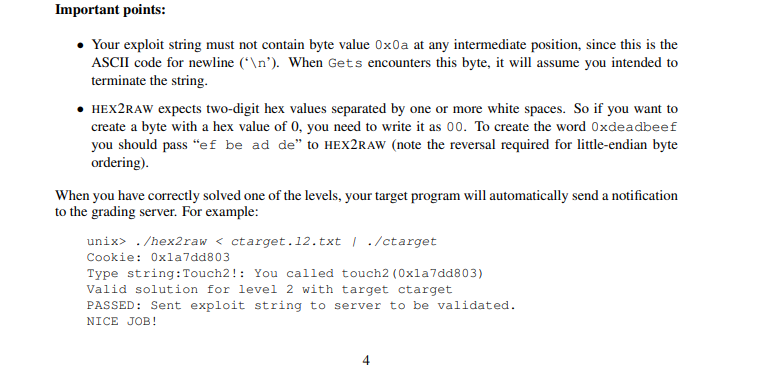 Important points:
• Your exploit string must not contain byte value 0x0a at any intermediate position, since this is the
ASCII code for newline (‘\n’). When Gets encounters this byte, it will assume you intended to
terminate the string.
• HEX2RAW expects two-digit hex values separated by one or more white spaces. So if you want to
create a byte with a hex value of 0, you need to write it as 00. To create the word 0xdeadbeef
you should pass “ef be ad de” to HEX2RAW (note the reversal required for little-endian byte
ordering).
When you have correctly solved one of the levels, your target program will automatically send a notification
to the grading server. For example:
unix> ./hex2raw < ctarget.l2.txt | ./ctarget
Cookie: 0x1a7dd803
Type string:Touch2!: You called touch2(0x1a7dd803)
Valid solution for level 2 with target ctarget
PASSED: Sent exploit string to server to be validated.
NICE JOB!
4